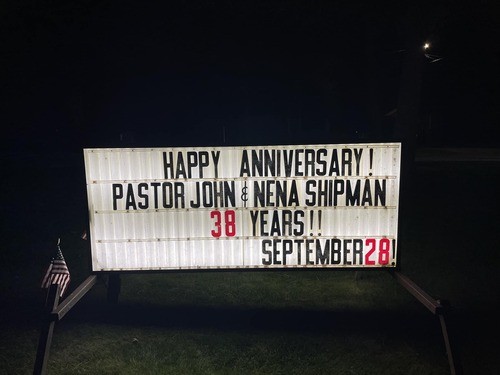 HAPPY ANNIVERSARY!
PASTOR JOHN & NENA SHIPMAN
38 YEARS!!
SEPTEMBER 28!